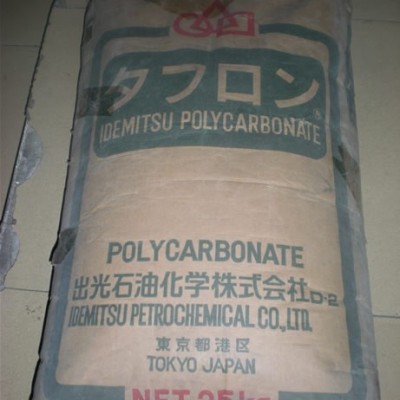 タフロン
IDEMITSU POLYCARBONATE
POLYCARBONATE
出光石油化学株式会社 D-2
IDEMITSU PETROCHEMICAL CO.,LTD.
東京都港区
TOKYO JAPAN
NET 25kg